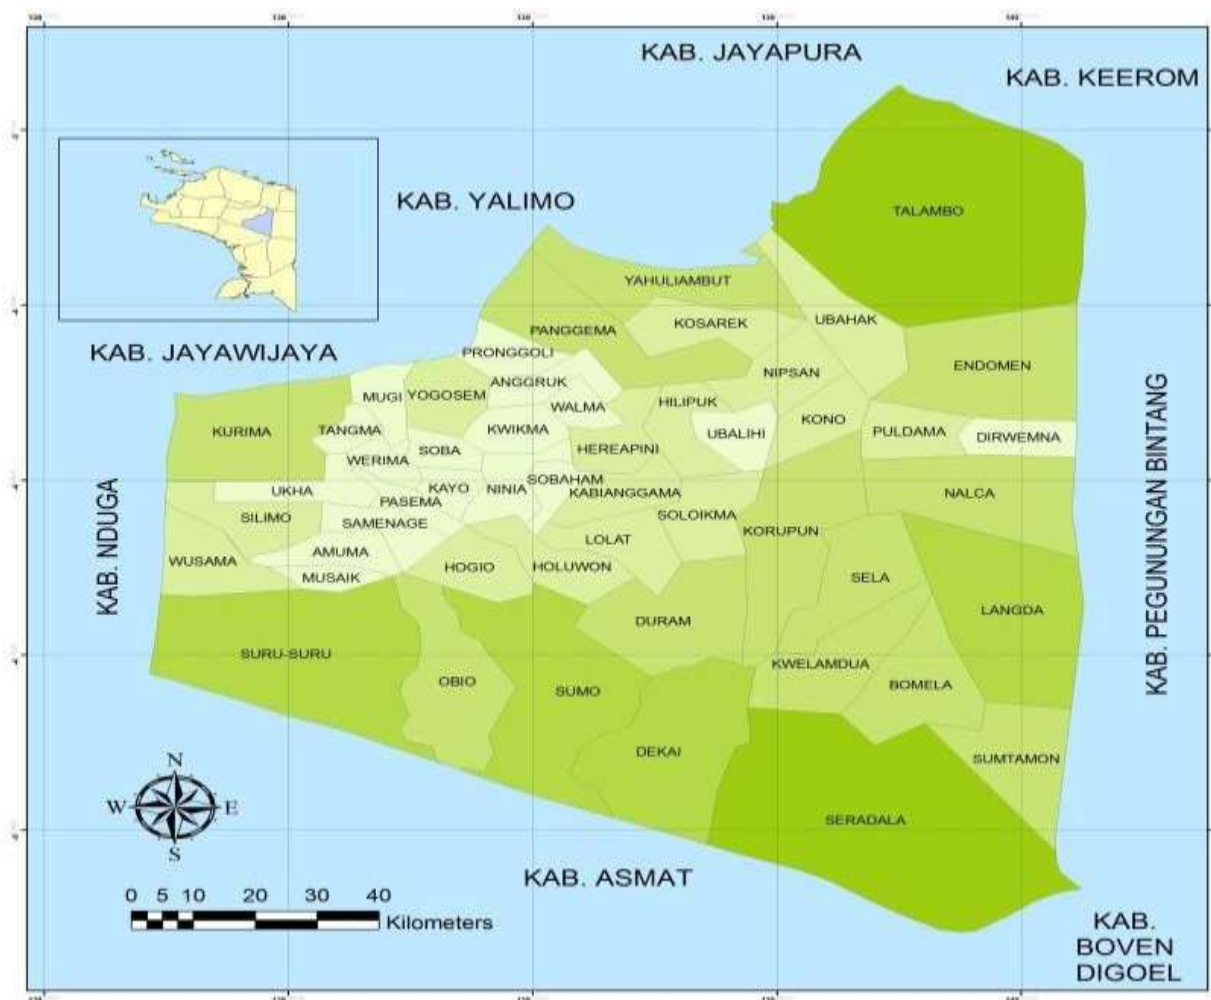 KAB. JAYAPURA
KAB. KEEROM
KAB. YALIMO
TALAMBO
YAHULIAMBUT
KOSAREK
UBAHAK
PANGGEMA
KAB. JAYAWIJAYA
PRONGGOLI
ENDOMEN
NIPSAN
ANGGRUK
MUGI
YOGOSEM
WALMA
HILIPUK
KONO
KURIMA
TANGMA
KWIKMA
UBALIHI
PULDAMA
DIRWEMNA
SOBA
HEREAPINI
WERIMA
SOBAHAM
UKHA
KAYO
NINIA
KABIANGGAMA
NALCA
PASEMA
SILIMO
SAMENAGE
SOLOIKMA
KORUPUN
LOLAT
AMUMA
WUSAMA
HOGIO
HOLUWON
MUSAIK
SELA
KAB. NDUGA
KAB. PEGUNUNGAN BINTANG
LANGDA
DURAM
SURU-SURU
KWELAMDUA
OBIO
SUMO
BOMELA
DEKAI
SUMTAMON
SERADALA
N
W E
S
KAB. ASMAT
0 5 10 20 30 40
Kilometers
KAB.
BOVEN
DIGOEL